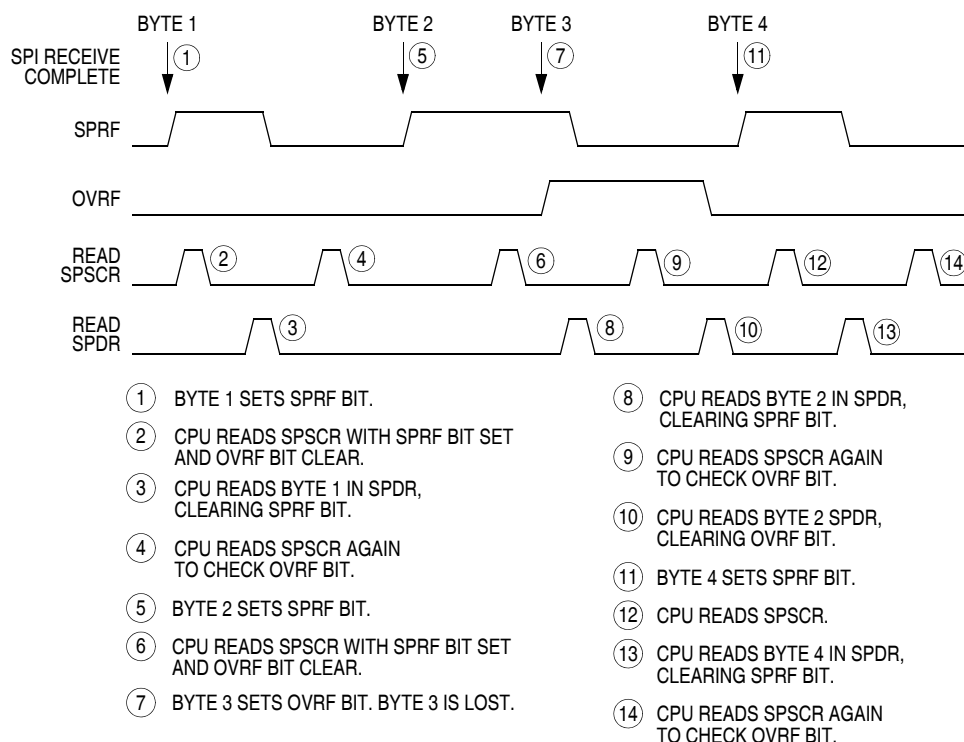 BYTE 1 BYTE 2 BYTE 3 BYTE 4
SPI RECEIVE
COMPLETE
1 5 7 11
SPRF
OVRF
READ
SPSCR
2 4 6 9 12 14
READ
SPDR
3 8 10 13
1 BYTE 1 SETS SPRF BIT.
2 CPU READS SPSCR WITH SPRF BIT SET
AND OVRF BIT CLEAR.
3 CPU READS BYTE 1 IN SPDR,
CLEARING SPRF BIT.
4 CPU READS SPSCR AGAIN
TO CHECK OVRF BIT.
5 BYTE 2 SETS SPRF BIT.
6 CPU READS SPSCR WITH SPRF BIT SET
AND OVRF BIT CLEAR.
7 BYTE 3 SETS OVRF BIT. BYTE 3 IS LOST.
8 CPU READS BYTE 2 IN SPDR,
CLEARING SPRF BIT.
9 CPU READS SPSCR AGAIN
TO CHECK OVRF BIT.
10 CPU READS BYTE 2 SPDR,
CLEARING OVRF BIT.
11 BYTE 4 SETS SPRF BIT.
12 CPU READS SPSCR.
13 CPU READS BYTE 4 IN SPDR,
CLEARING SPRF BIT.
14 CPU READS SPSCR AGAIN
TO CHECK OVRF BIT.